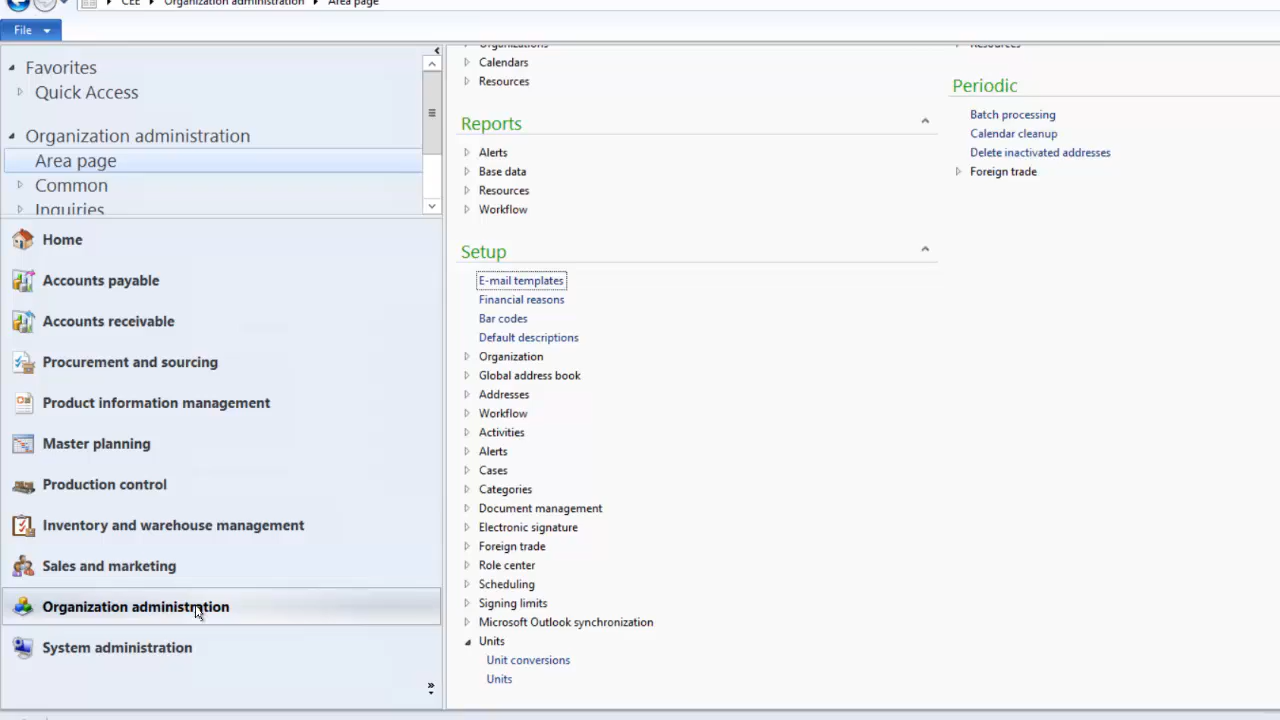 CEE Organization administration Area page
File
Favorites
Quick Access
Organization administration
Area page
Common
Inquiries
Home
Accounts payable
Accounts receivable
Procurement and sourcing
Product information management
Master planning
Production control
Inventory and warehouse management
Sales and marketing
Organization administration
System administration
Organizations
Calendars
Resources
Reports
Alerts
Base data
Resources
Workflow
Setup
E-mail templates
Financial reasons
Bar codes
Default descriptions
Organization
Global address book
Addresses
Workflow
Activities
Alerts
Cases
Categories
Document management
Electronic signature
Foreign trade
Role center
Scheduling
Signing limits
Microsoft Outlook synchronization
Units
Unit conversions
Units
Resources
Periodic
Batch processing
Calendar cleanup
Delete inactivated addresses
Foreign trade